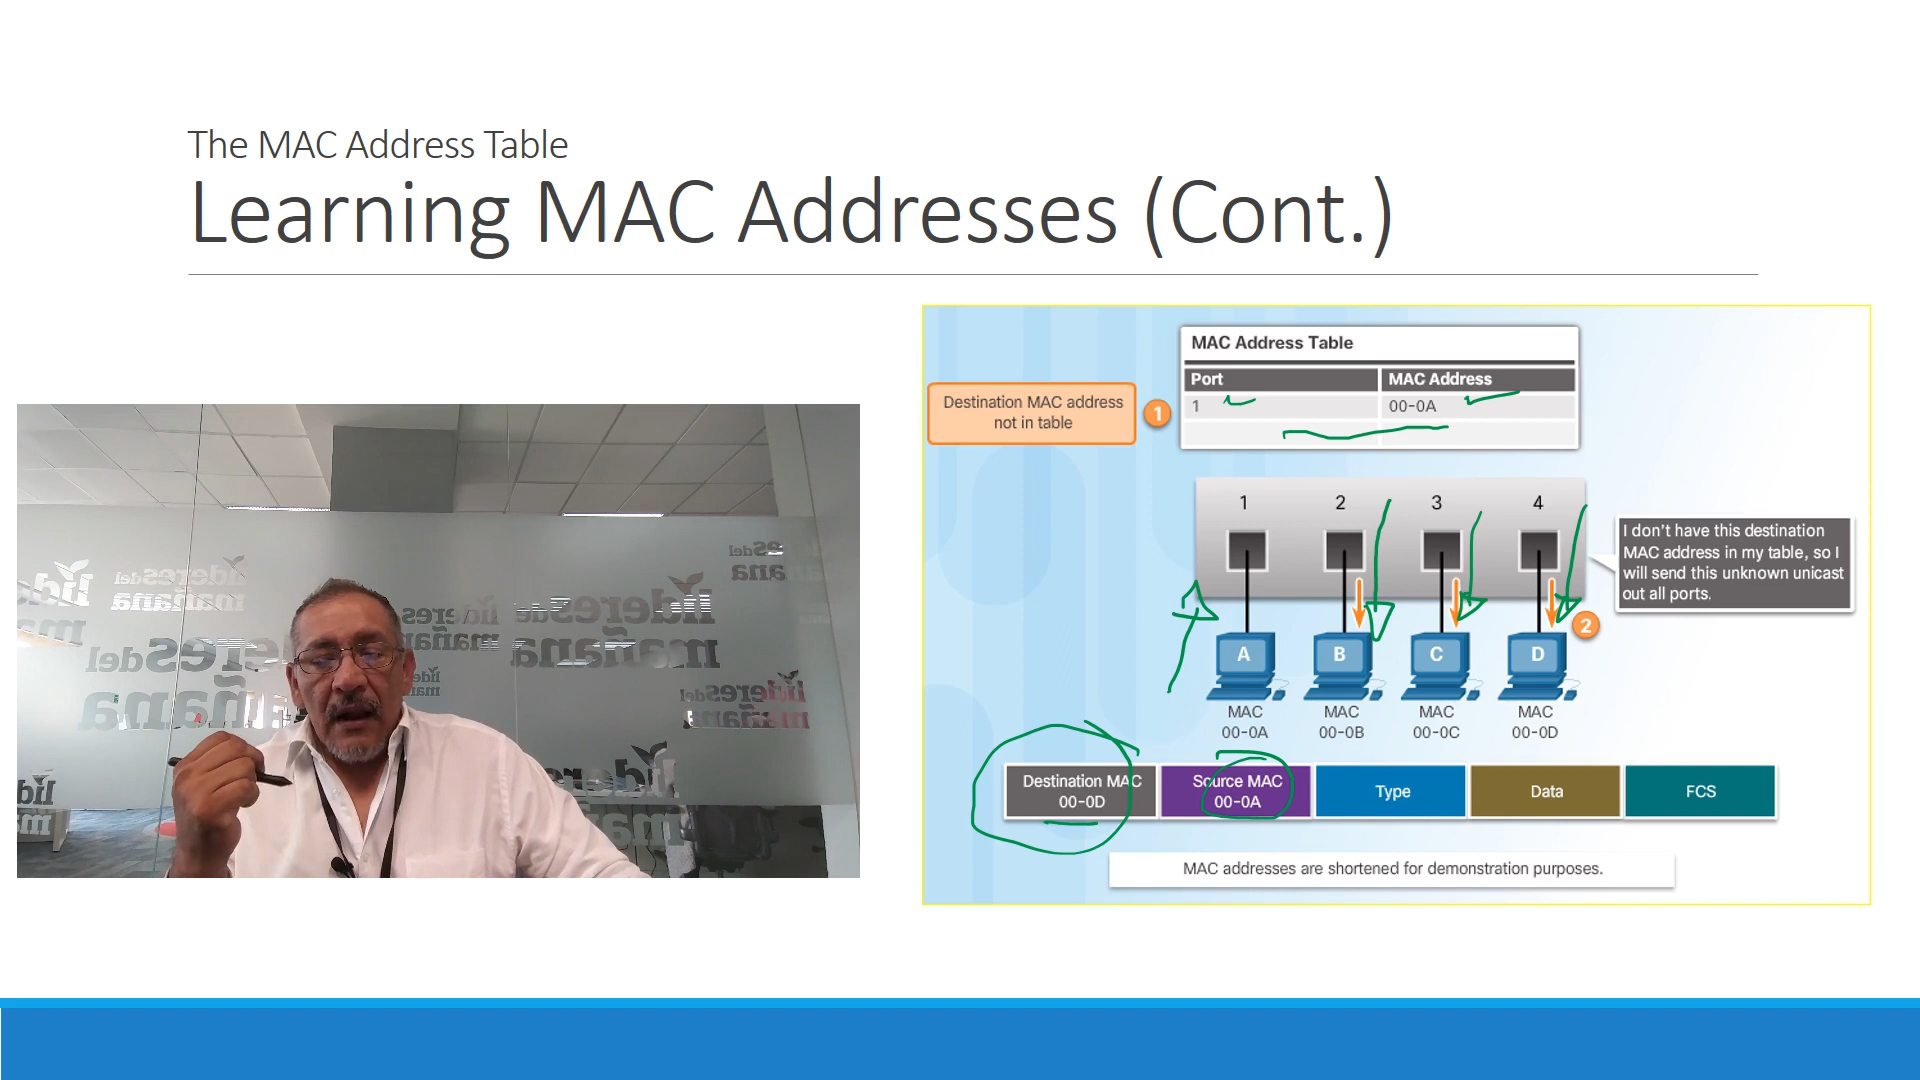 The MAC Address Table
Learning MAC Addresses (Cont.)
MAC Address Table
Port MAC Address
1 00-0A
Destination MAC address
not in table
1
1 2 3 4
I don't have this destination
MAC address in my table, so I
will send this unknown unicast
out all ports.
2
A B C D
MAC MAC MAC MAC
00-0A 00-0B 00-0C 00-0D
Destination MAC Source MAC Type Data FCS
00-0D 00-0A
MAC addresses are shortened for demonstration purposes.
líderes del
mañana